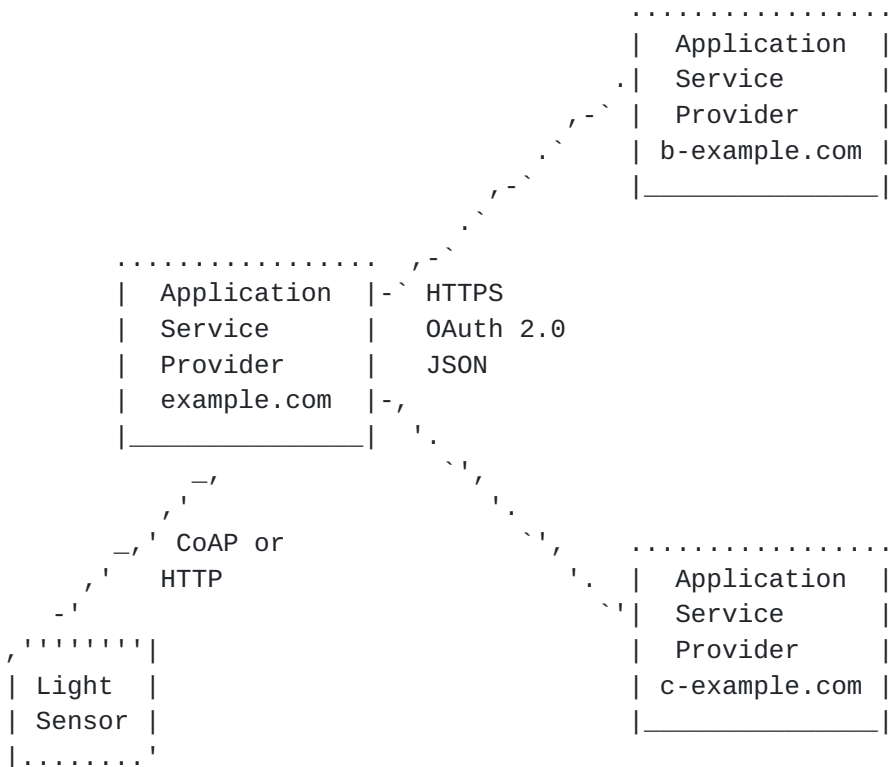 Application
Service
Provider
b-example.com
Application
Service
Provider
example.com
HTTPS
OAuth 2.0
JSON
CoAP or
HTTP
Application
Service
Provider
c-example.com
Light
Sensor